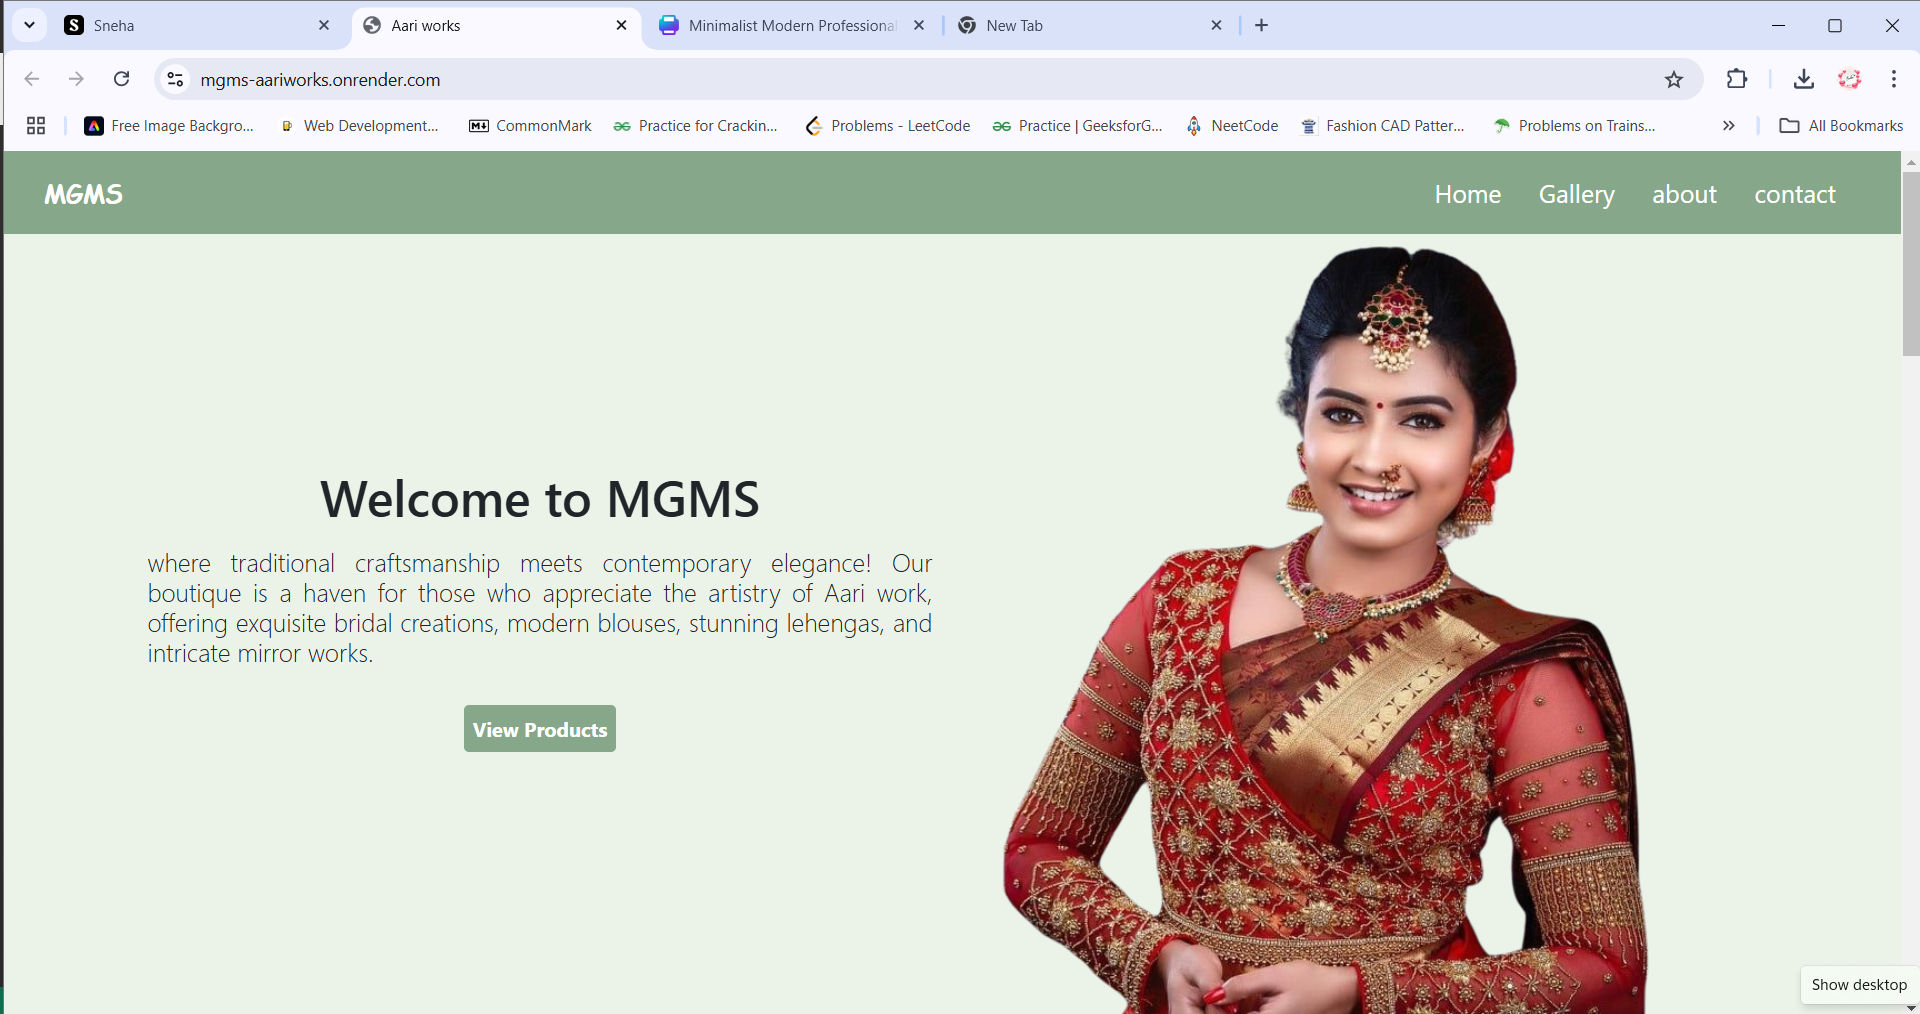 Sneha
Aari works
Minimalist Modern Professiona
New Tab
mgms-aariworks.onrender.com
Free Image Backgro...
Web Development...
CommonMark
Practice for Crackin...
Problems - LeetCode
Practice | GeeksforG...
NeetCode
Fashion CAD Patter...
Problems on Trains...
All Bookmarks
MGMS
Home
Gallery
about
contact
Welcome to MGMS
where traditional craftsmanship meets contemporary elegance! Our
boutique is a haven for those who appreciate the artistry of Aari work,
offering exquisite bridal creations, modern blouses, stunning lehengas, and
intricate mirror works.
View Products
Show desktop